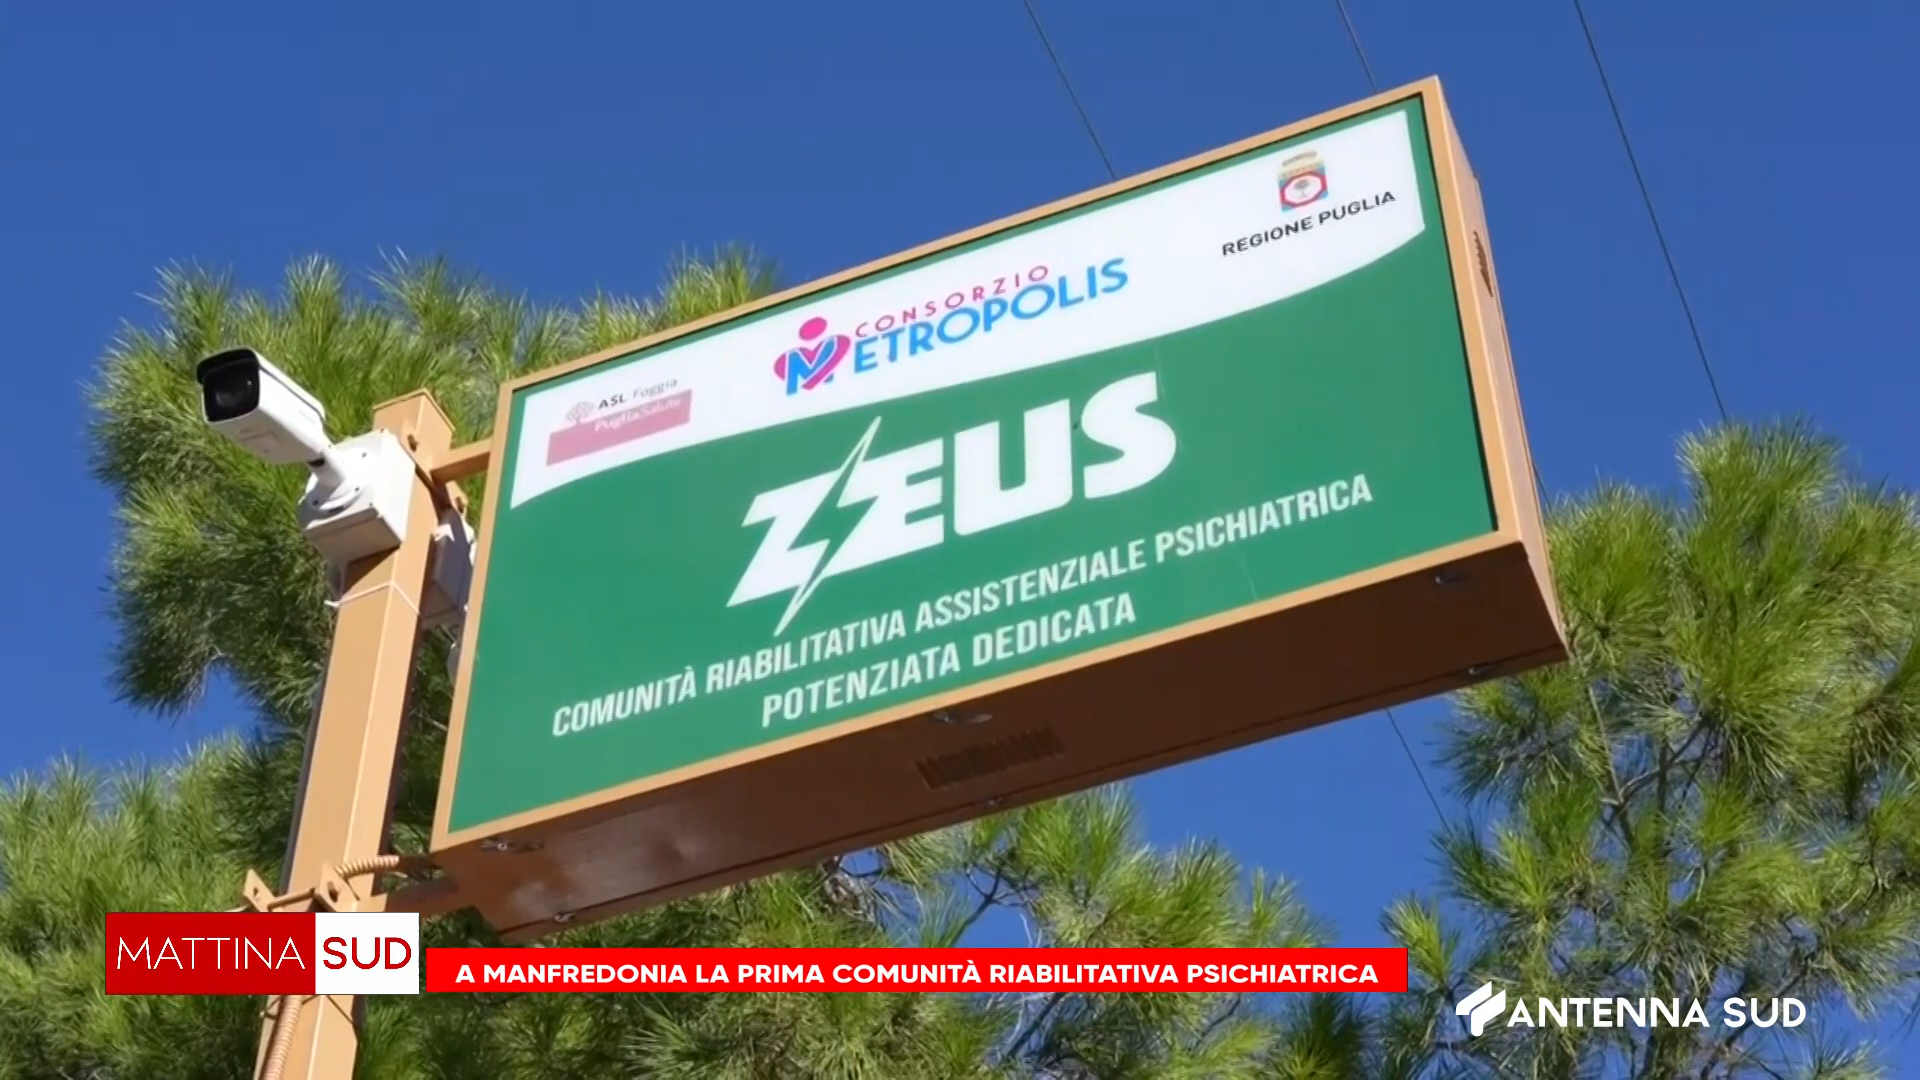 REGIONE PUGLIA
CONSORZIO
METROPOLIS
ASL Foggia
PugliaSalute
ZEUS
COMUNITÀ RIABILITATIVA ASSISTENZIALE PSICHIATRICA
POTENZIATA DEDICATA
MATTINA SUD
A MANFREDONIA LA PRIMA COMUNITÀ RIABILITATIVA PSICHIATRICA
ANTENNA SUD